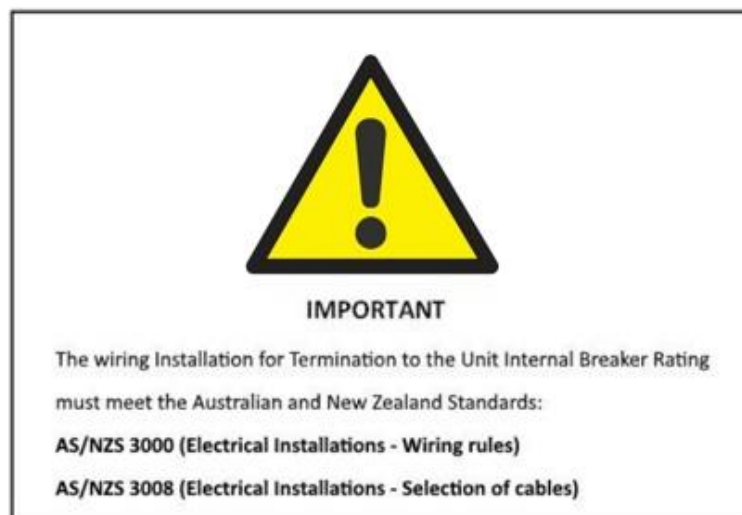 IMPORTANT
The wiring Installation for Termination to the Unit Internal Breaker Rating
must meet the Australian and New Zealand Standards:
AS/NZS 3000 (Electrical Installations - Wiring rules)
AS/NZS 3008 (Electrical Installations - Selection of cables)